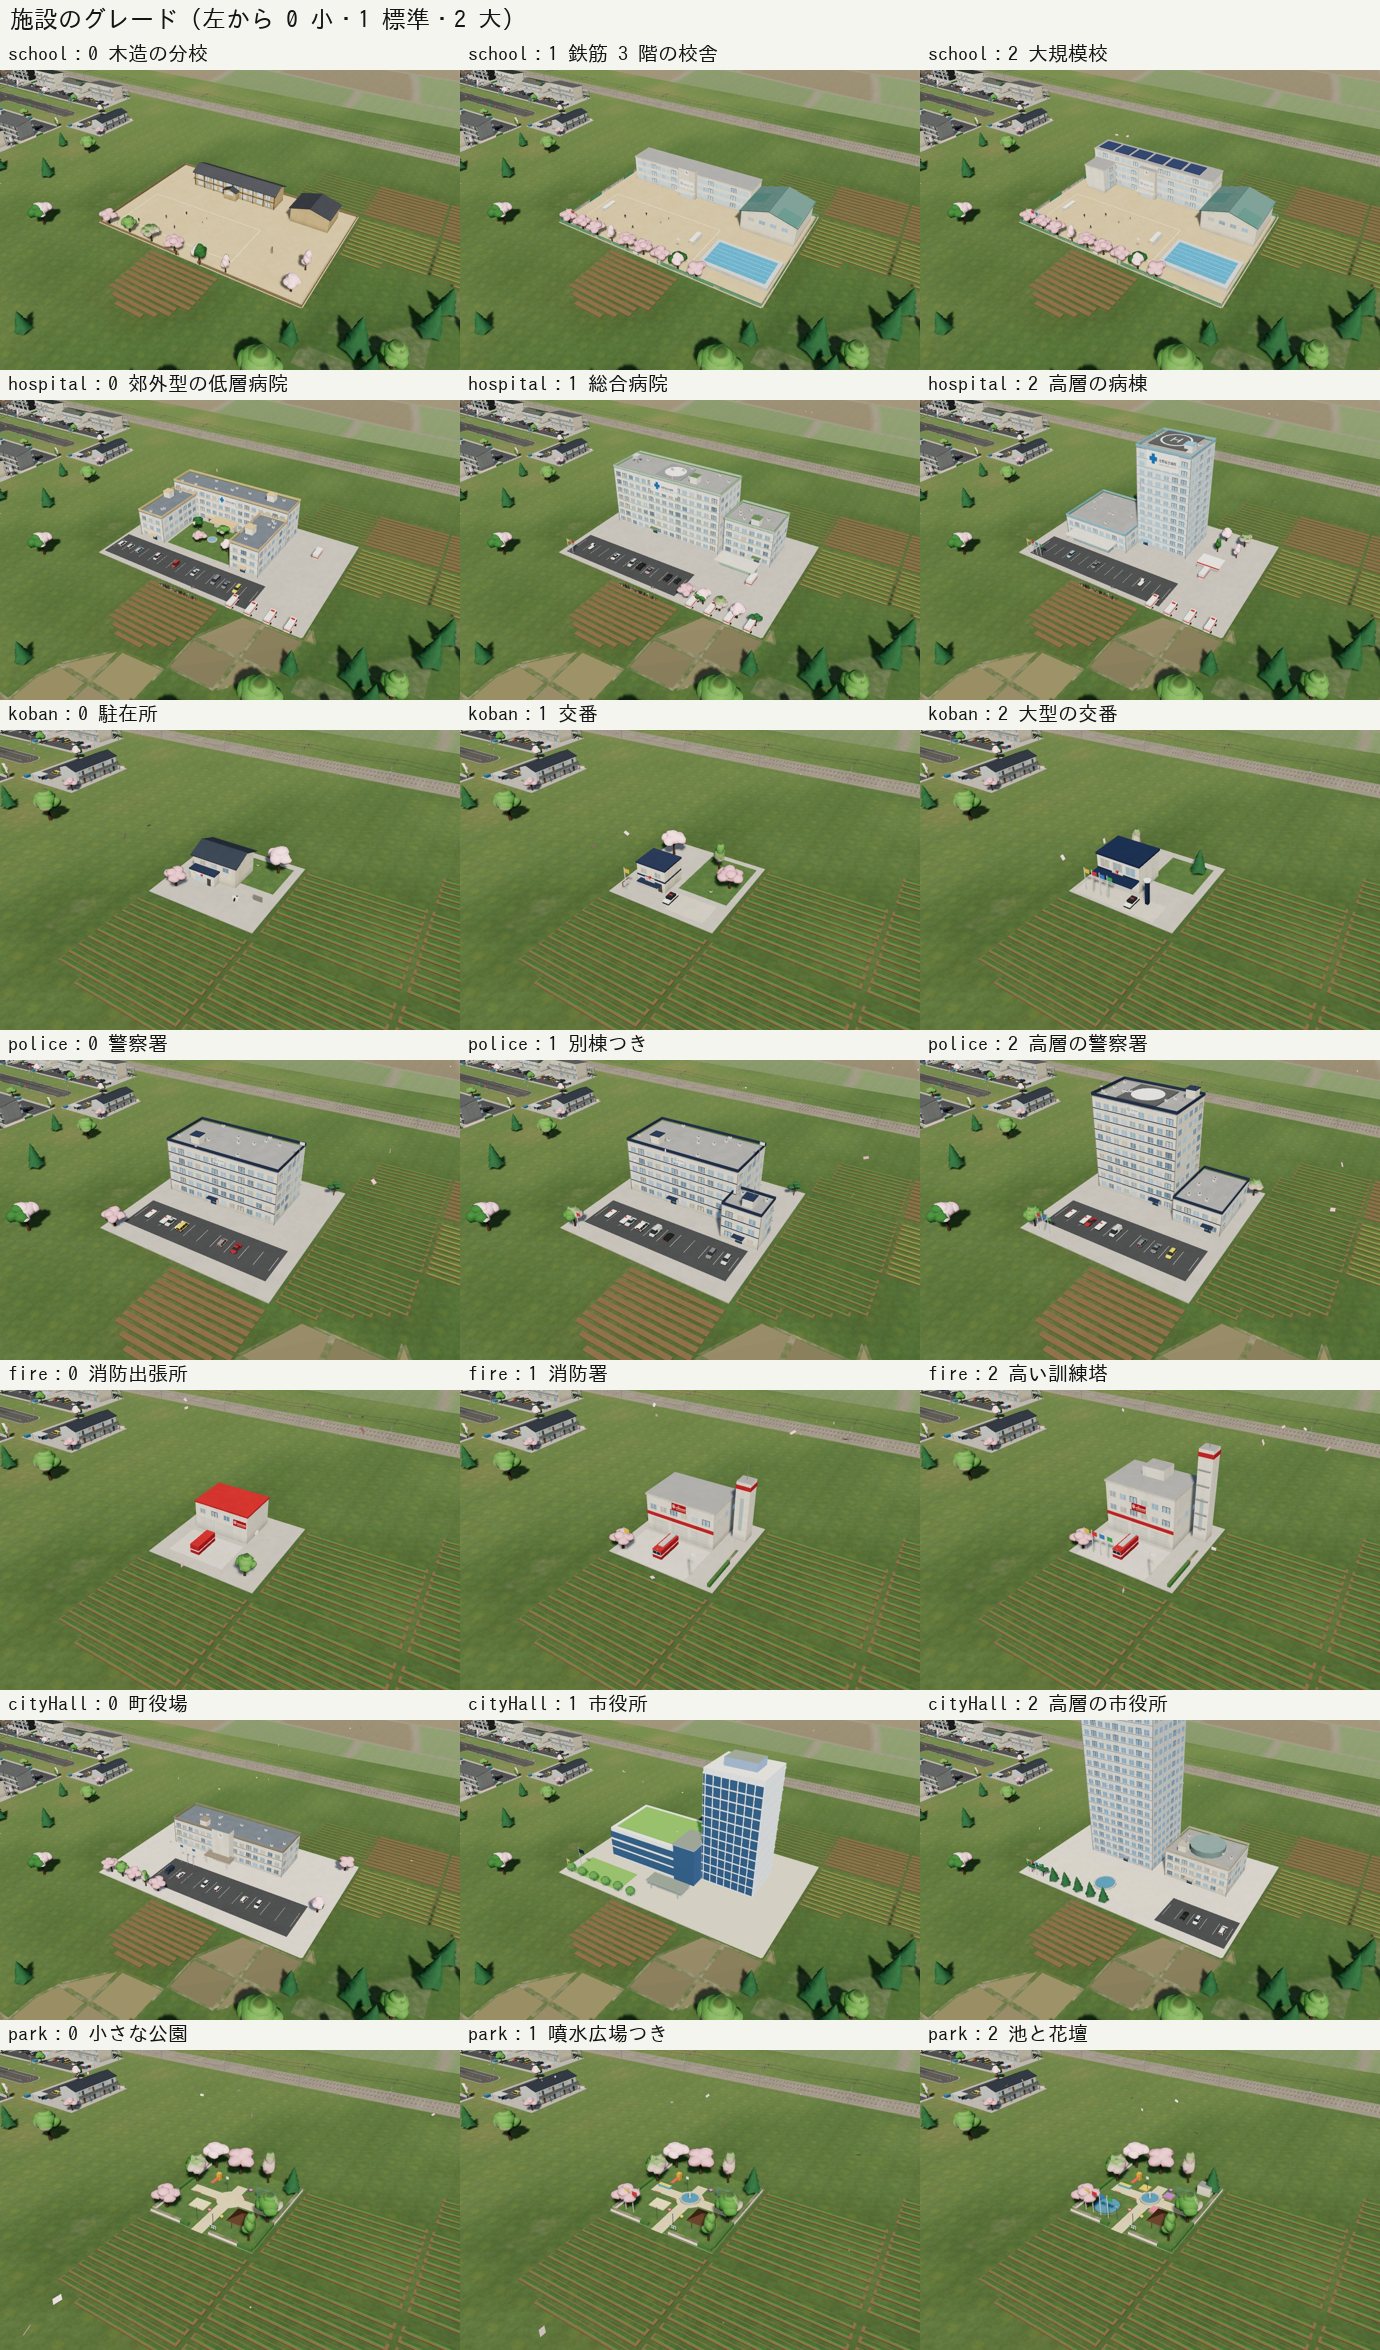 施設のグレード (左から 0 小・1 標準・2 大)
school：0 木造の分校
school：1 鉄筋 3 階の校舎
school：2 大規模校
hospital：0 郊外型の低層病院
hospital：1 総合病院
hospital：2 高層の病棟
H
koban：0 駐在所
koban：1 交番
koban：2 大型の交番
police：0 警察署
police：1 別棟つき
police：2 高層の警察署
fire：0 消防出張所
fire：1 消防署
fire：2 高い訓練塔
cityHall：0 町役場
cityHall：1 市役所
cityHall：2 高層の市役所
park：0 小さな公園
park：1 噴水広場つき
park：2 池と花壇